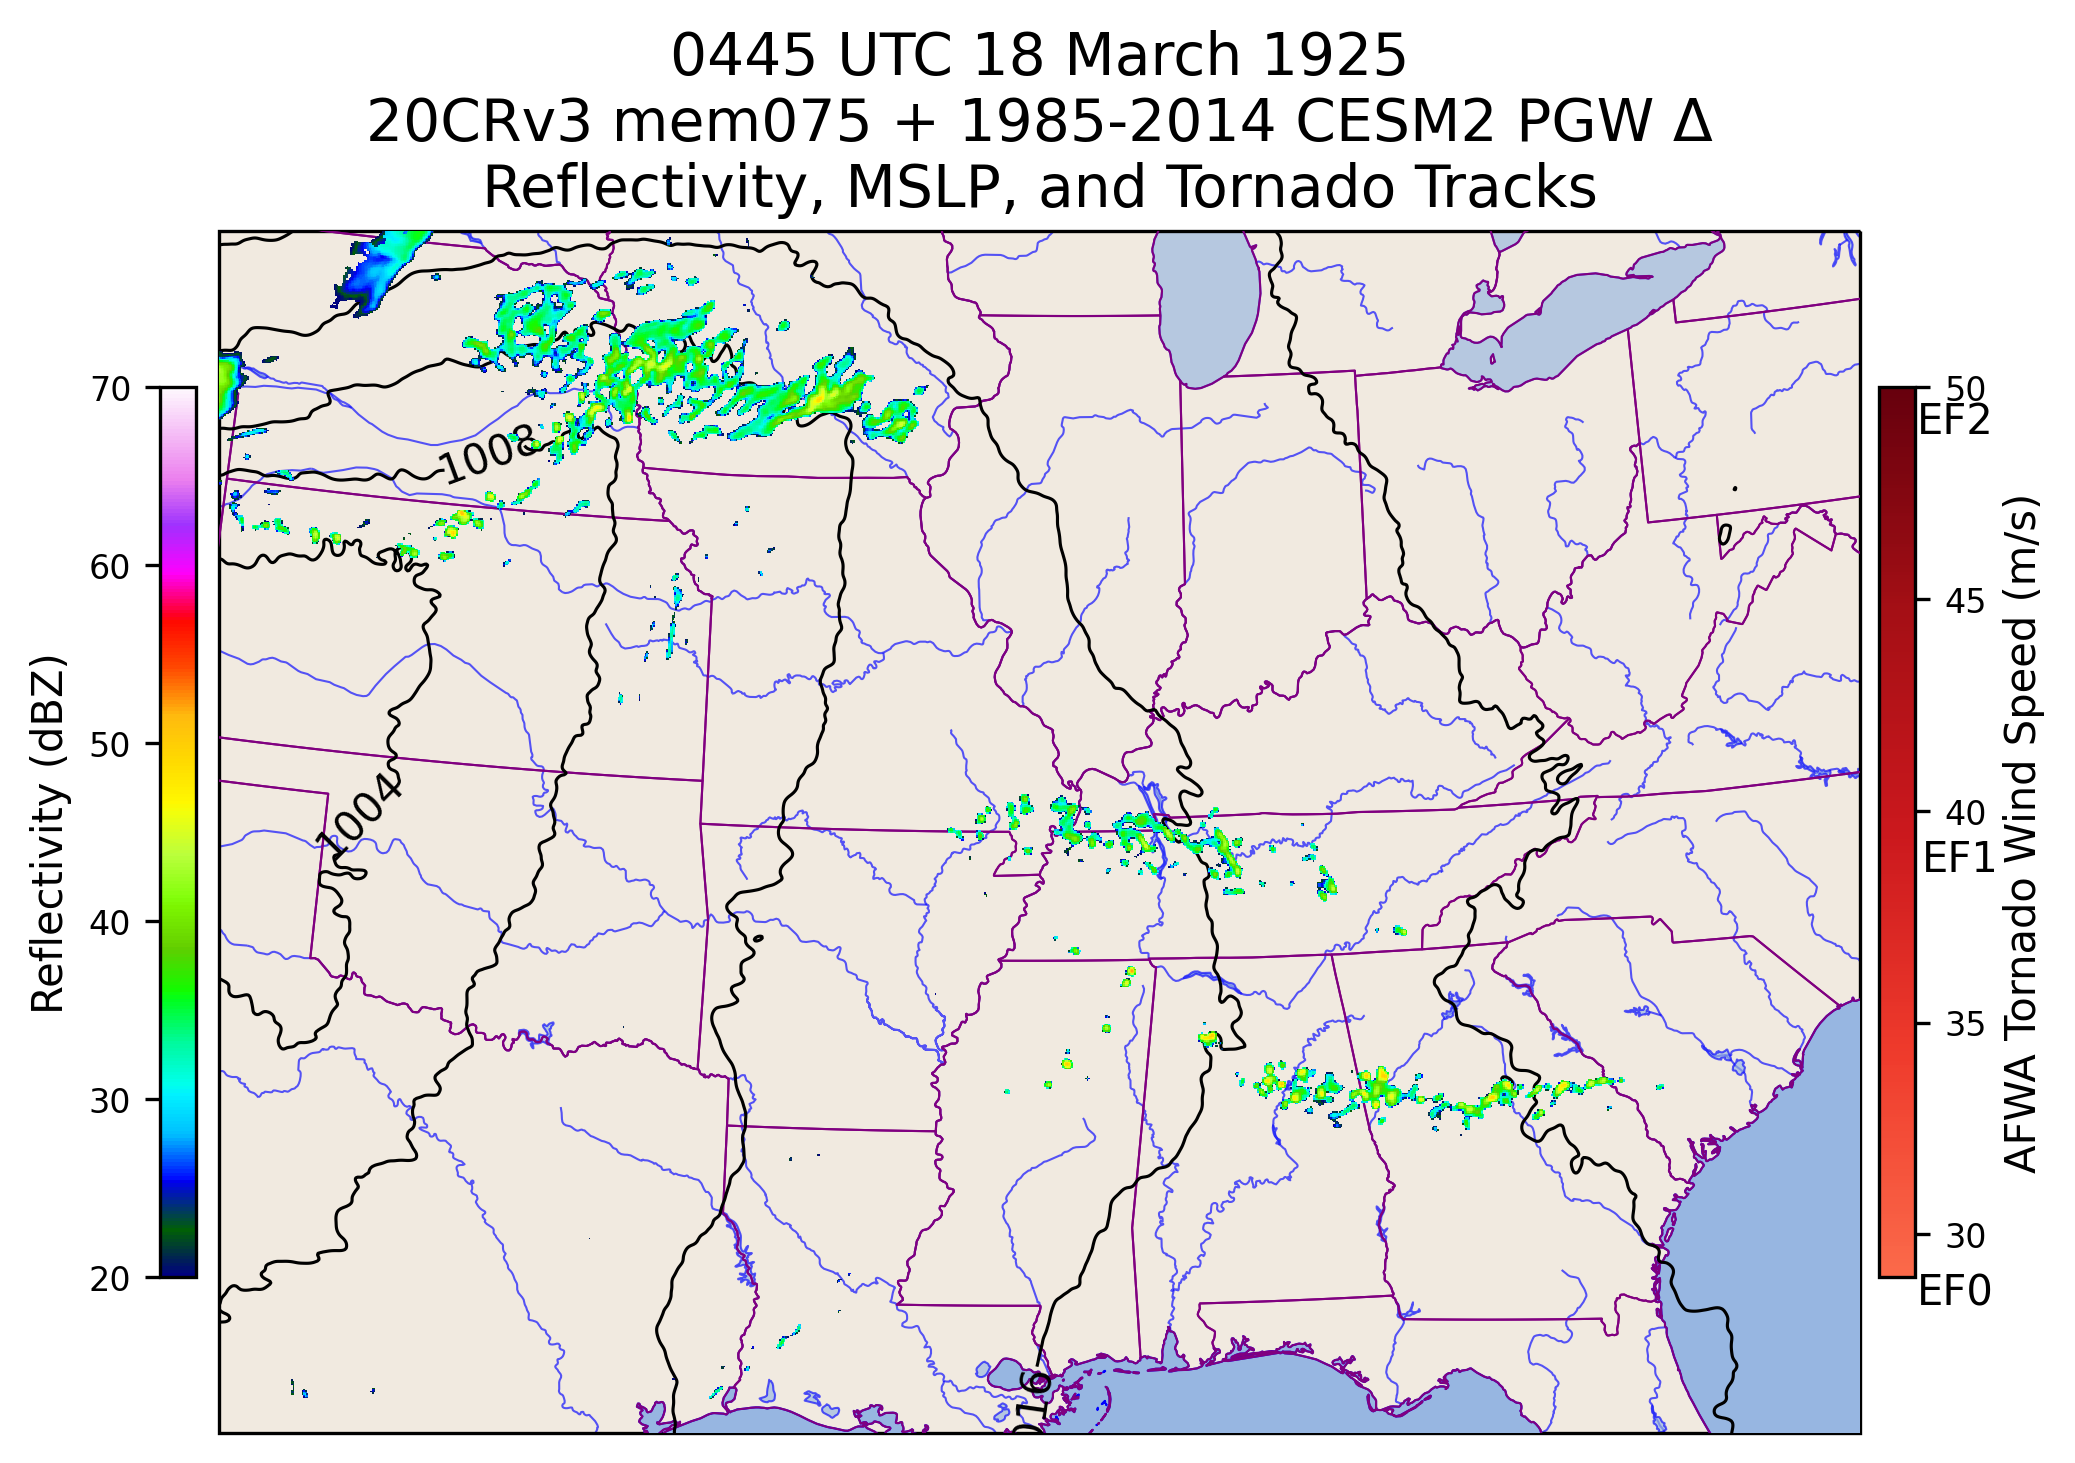 0445 UTC 18 March 1925
20CRv3 mem075 + 1985-2014 CESM2 PGW Δ
Reflectivity, MSLP, and Tornado Tracks
70
60
50
40
30
20
Reflectivity (dBZ)
1008
1004
016
50
EF2
45
40
EF1
35
30
EF0
AFWA Tornado Wind Speed (m/s)